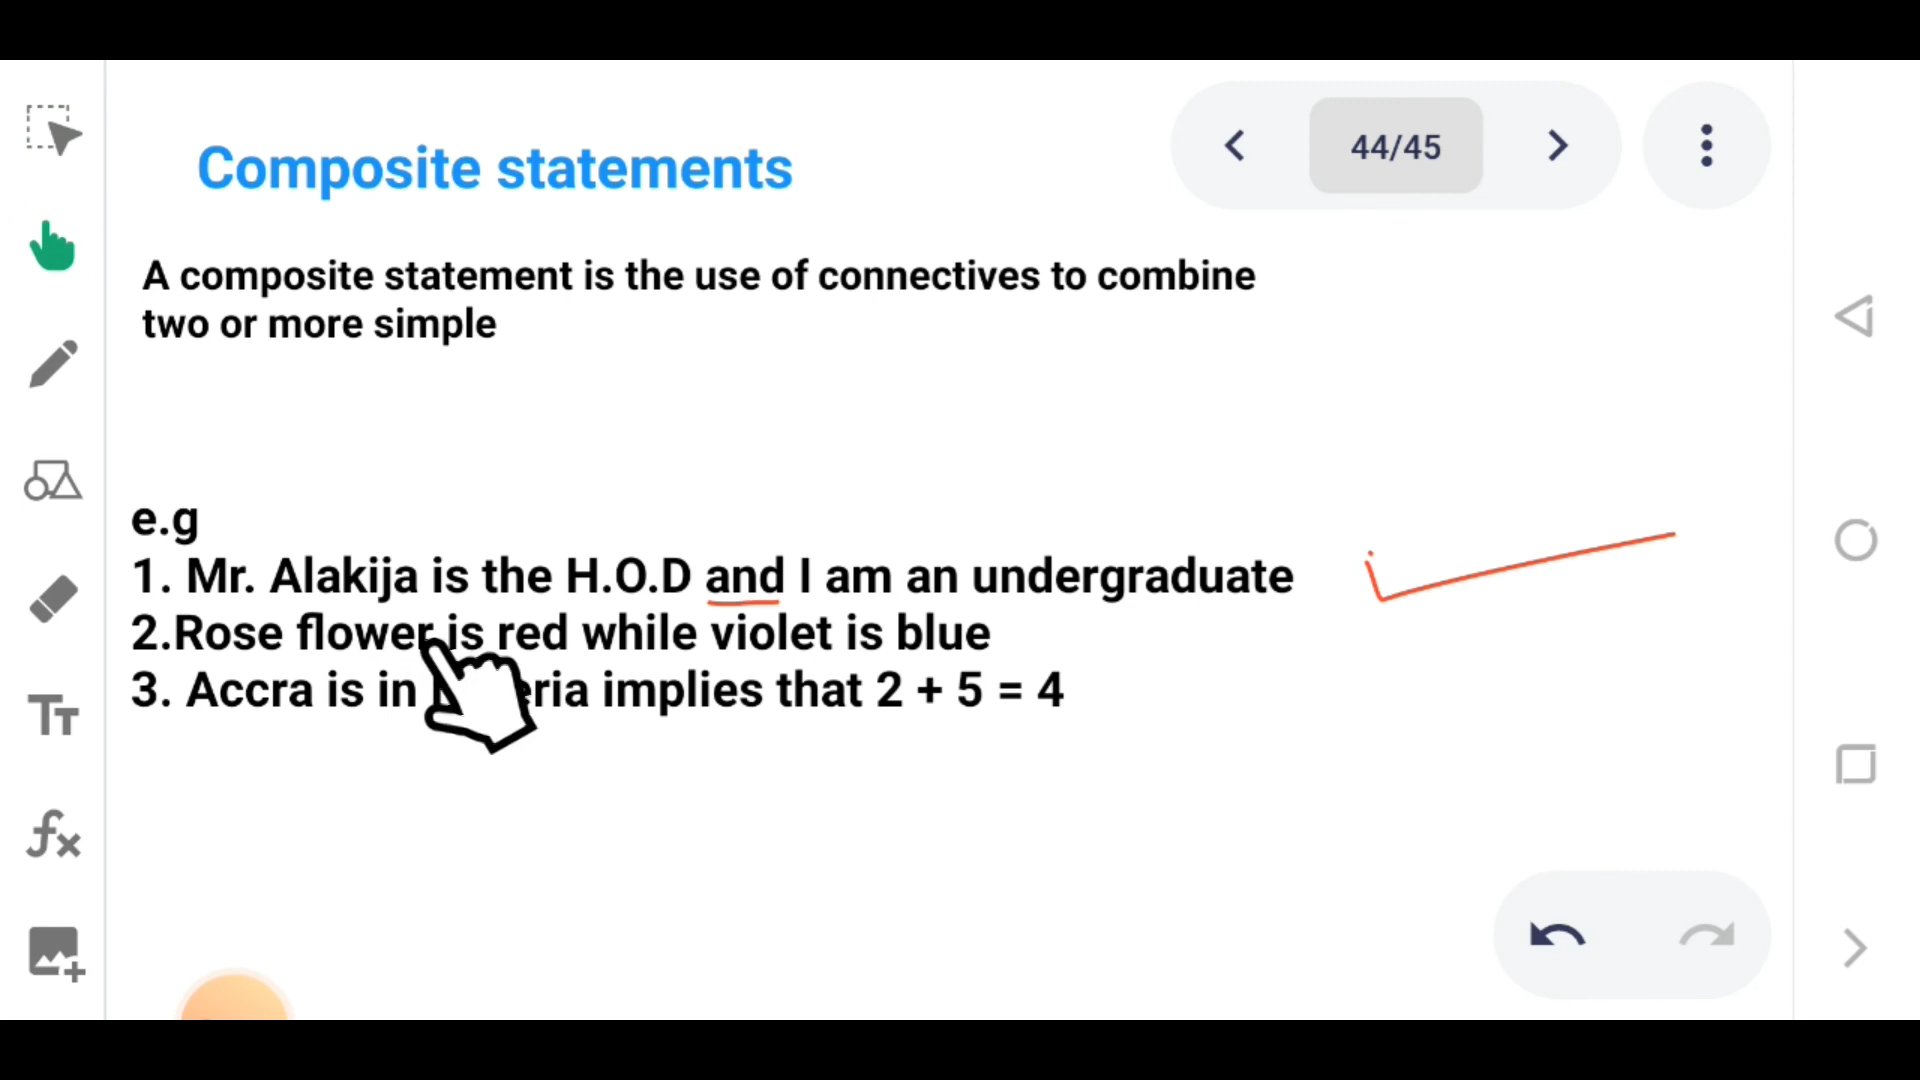 Composite statements
44/45
A composite statement is the use of connectives to combine
two or more simple
e.g
1. Mr. Alakija is the H.O.D and I am an undergraduate
2.Rose flower is red while violet is blue
3. Accra is in implies that 2 + 5 = 4